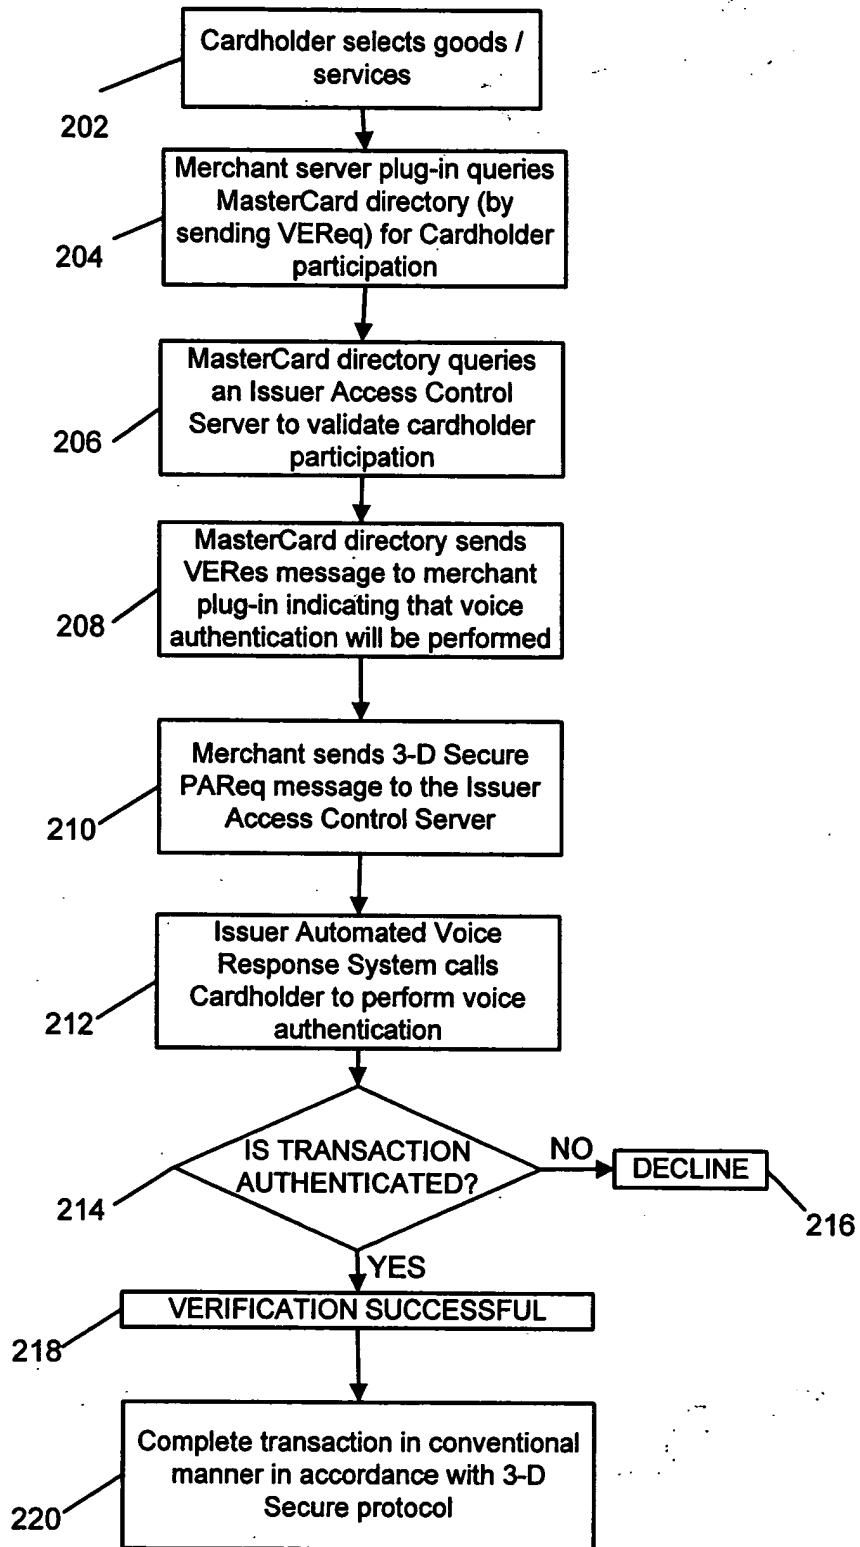 Cardholder selects goods /
services
202
Merchant server plug-in queries
MasterCard directory (by
sending VEReq) for Cardholder
participation
204
MasterCard directory queries
an Issuer Access Control
Server to validate cardholder
participation
206
MasterCard directory sends
VERes message to merchant
plug-in indicating that voice
authentication will be performed
208
Merchant sends 3-D Secure
PAReq message to the Issuer
Access Control Server
210
Issuer Automated Voice
Response System calls
Cardholder to perform voice
authentication
212
IS TRANSACTION
AUTHENTICATED?
214
NO
DECLINE
216
YES
VERIFICATION SUCCESSFUL
218
Complete transaction in conventional
manner in accordance with 3-D
Secure protocol
220